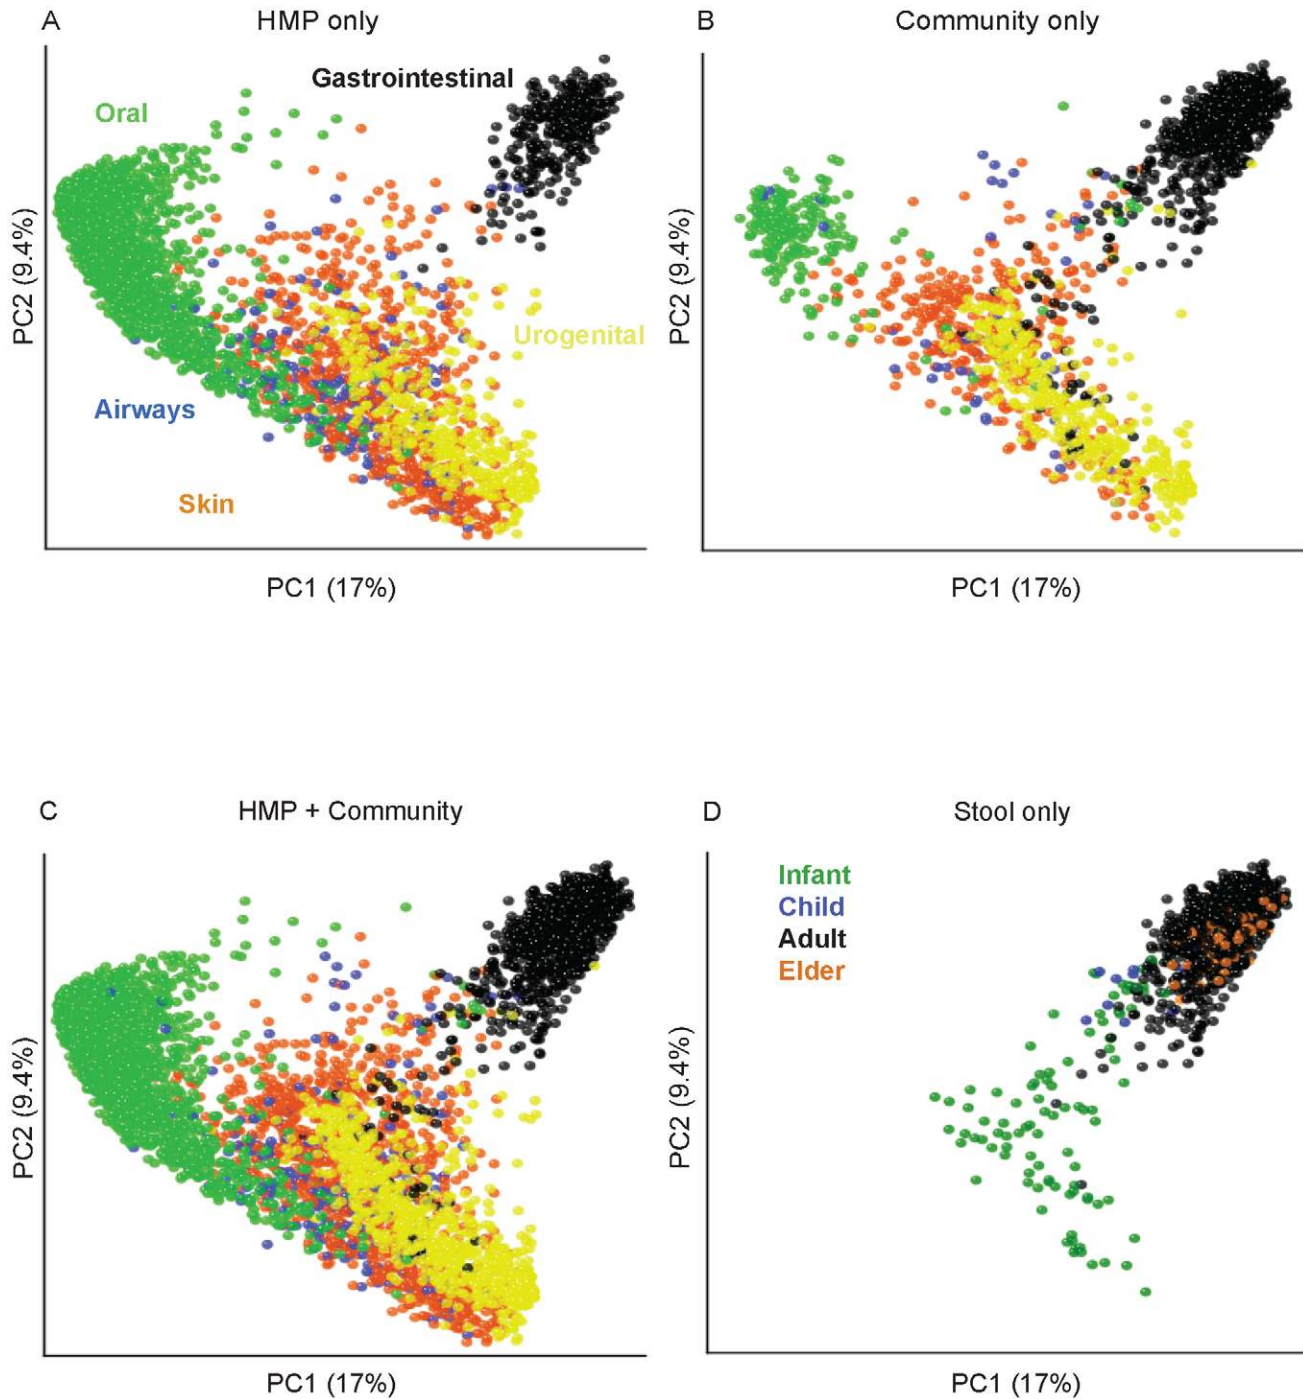 A
HMP only
Gastrointestinal
Oral
Urogenital
Airways
Skin
PC2 (9.4%)
PC1 (17%)
B
Community only
PC2 (9.4%)
PC1 (17%)
C
HMP + Community
PC2 (9.4%)
PC1 (17%)
D
Stool only
Infant
Child
Adult
Elder
PC2 (9.4%)
PC1 (17%)